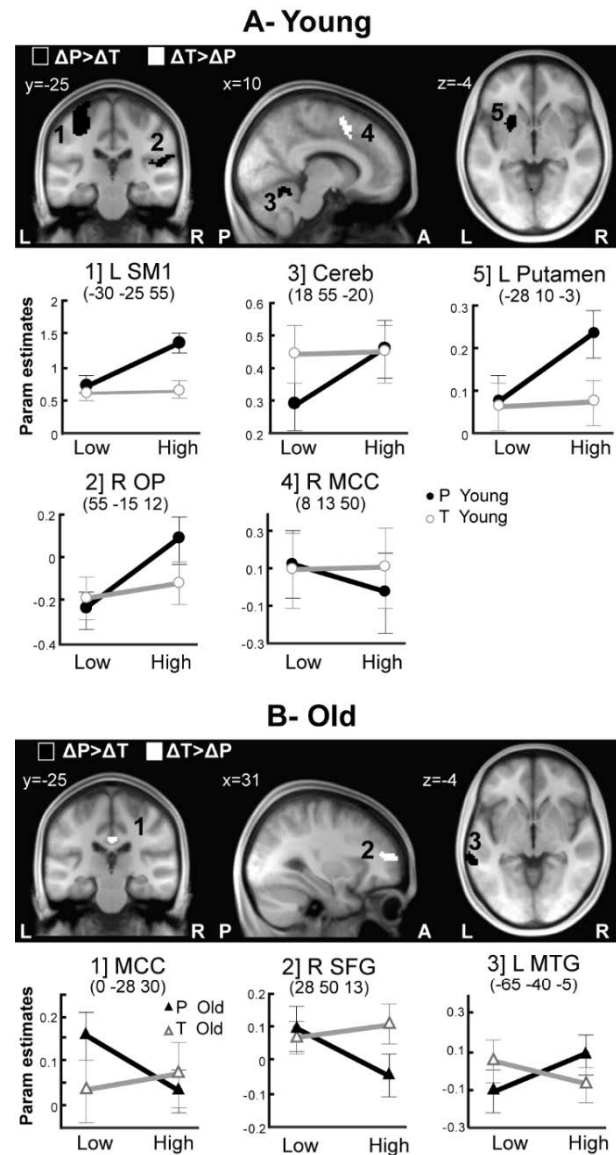 A- Young
ΔP>ΔT ΔT>ΔP
y=-25 x=10 z=-4
1 2 3 4 5
L R P A L R
1] L SM1 3] Cereb 5] L Putamen
(-30 -25 55) (18 55 -20) (-28 10 -3)
Param estimates
2 1.5 1 0.5 0
0.6 0.5 0.4 0.3 0.2
0.3 0.2 0.1 0
Low High Low High Low High
2] R OP 4] R MCC
(55 -15 12) (8 13 50)
0.2 0 -0.2 -0.4
0.3 0.1 -0.1 -0.3
P Young
T Young
Low High Low High
B- Old
ΔP>ΔT ΔT>ΔP
y=-25 x=31 z=-4
1 2 3
L R P A L R
1] MCC 2] R SFG 3] L MTG
(0 -28 30) (28 50 13) (-65 -40 -5)
P Old
T Old
Param estimates
0.2 0.1 0
0.2 0.1 0 -0.1 -0.2
0.3 0.1 -0.1 -0.3
Low High Low High Low High